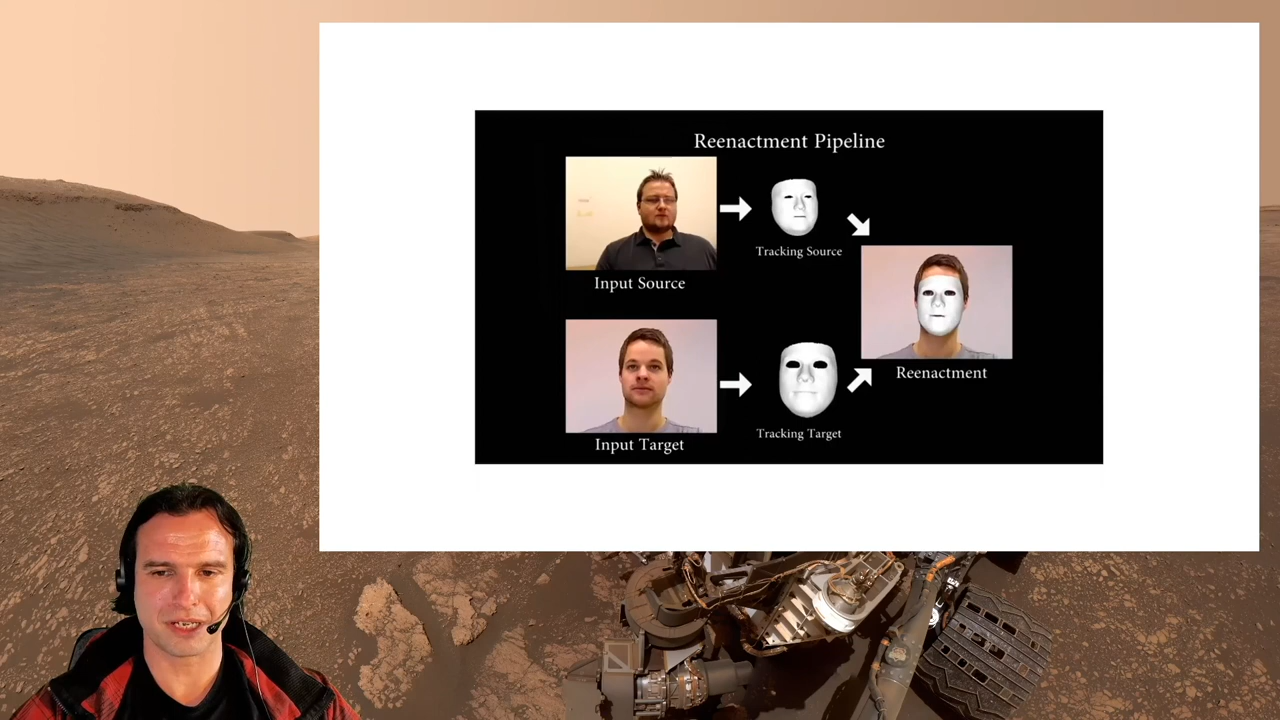 Reenactment Pipeline
Tracking Source
Input Source
Reenactment
Tracking Target
Input Target